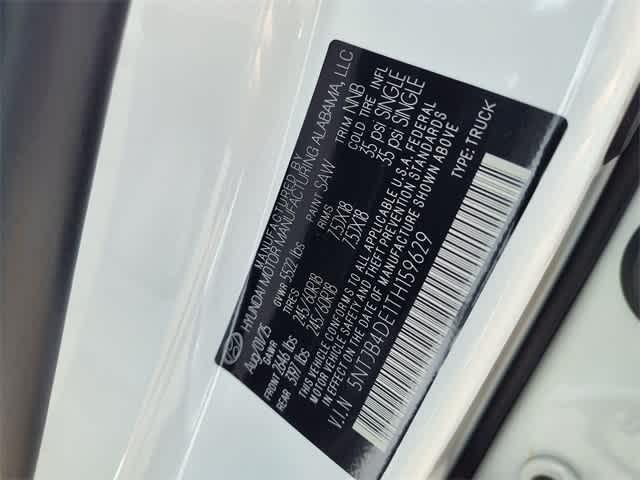 MANUFACTURED BY
HYUNDAI MOTOR MANUFACTURING ALABAMA, LLC
Aug/01/25 GVWR 5522 lbs PAINT SAW TRIM NNB
GAWR TIRES RIMS COLD TIRE INFL
FRONT 2646 lbs 245/60R18 7.5JX18 35 psi SINGLE
REAR 3197 lbs 245/60R18 7.5JX18 35 psi SINGLE
THIS VEHICLE CONFORMS TO ALL APPLICABLE U.S.A. FEDERAL
MOTOR VEHICLE SAFETY, AND THEFT PREVENTION STANDARDS
IN EFFECT ON THE DATE OF MANUFACTURE SHOWN ABOVE
V.I.N 5NTJB4DE1TH159629 TYPE: TRUCK